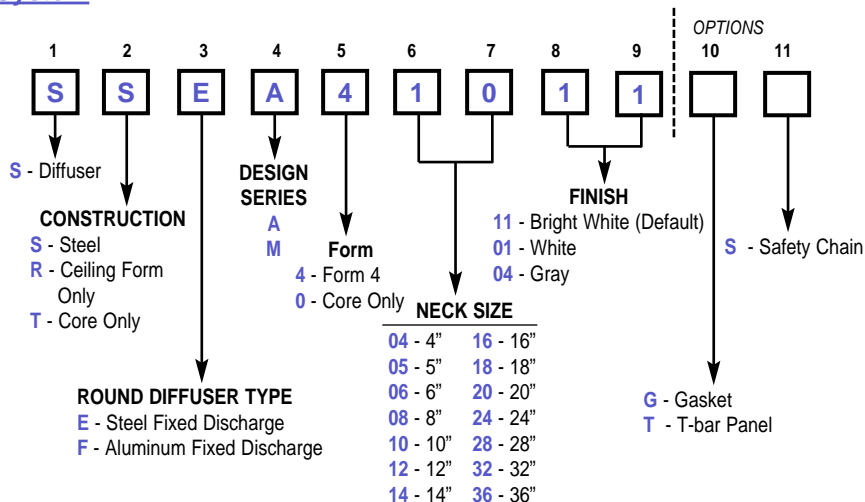 OPTIONS
1 2 3 4 5 6 7 8 9 10 11
S S E A 4 1 0 1 1
S - Diffuser
CONSTRUCTION
S - Steel
R - Ceiling Form
Only
T - Core Only
ROUND DIFFUSER TYPE
E - Steel Fixed Discharge
F - Aluminum Fixed Discharge
DESIGN
SERIES
A
M
Form
4 - Form 4
0 - Core Only
NECK SIZE
04 - 4” 16 - 16”
05 - 5” 18 - 18”
06 - 6” 20 - 20”
08 - 8” 24 - 24”
10 - 10” 28 - 28”
12 - 12” 32 - 32”
14 - 14” 36 - 36”
FINISH
11 - Bright White (Default)
01 - White
04 - Gray
G - Gasket
T - T-bar Panel
S - Safety Chain